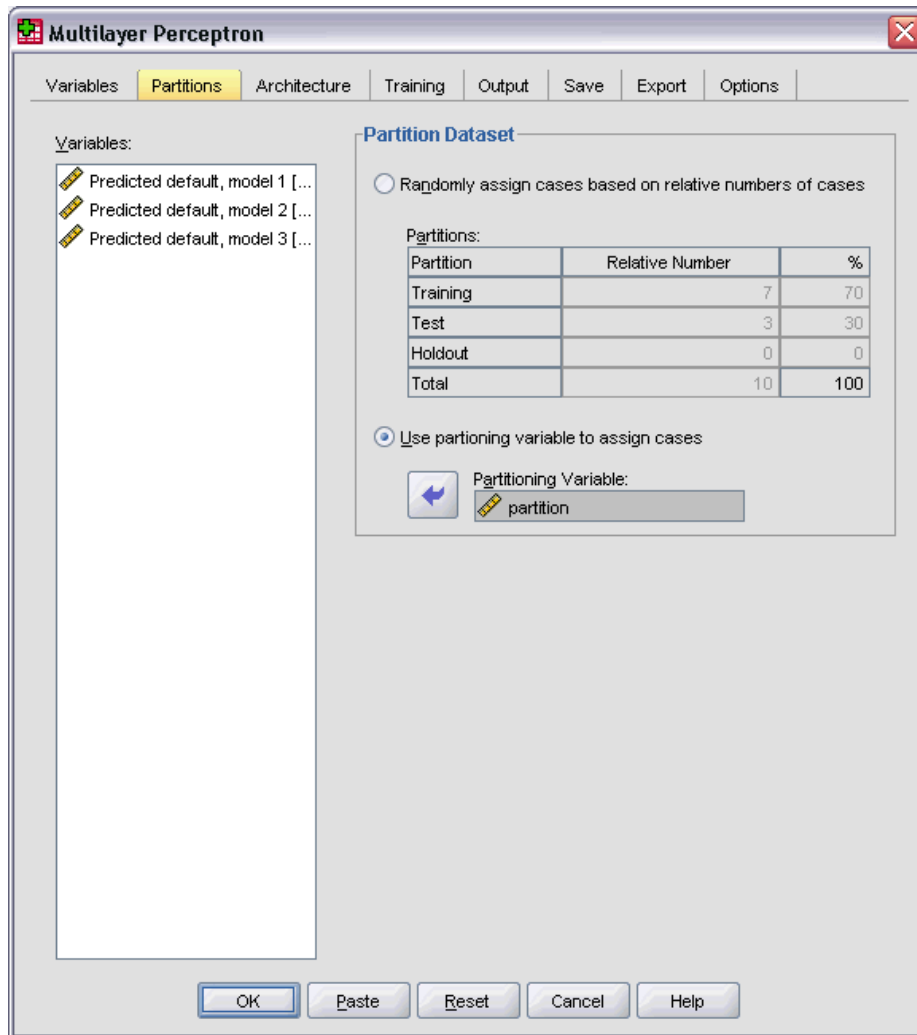 Multilayer Perceptron
Variables Partitions Architecture Training Output Save Export Options
Variables:
Predicted default, model 1 [...
Predicted default, model 2 [...
Predicted default, model 3 [...
Partition Dataset
Randomly assign cases based on relative numbers of cases
Partitions:
Partition Relative Number %
Training 7 70
Test 3 30
Holdout 0 0
Total 10 100
Use partioning variable to assign cases
Partitioning Variable:
partition
OK Paste Reset Cancel Help